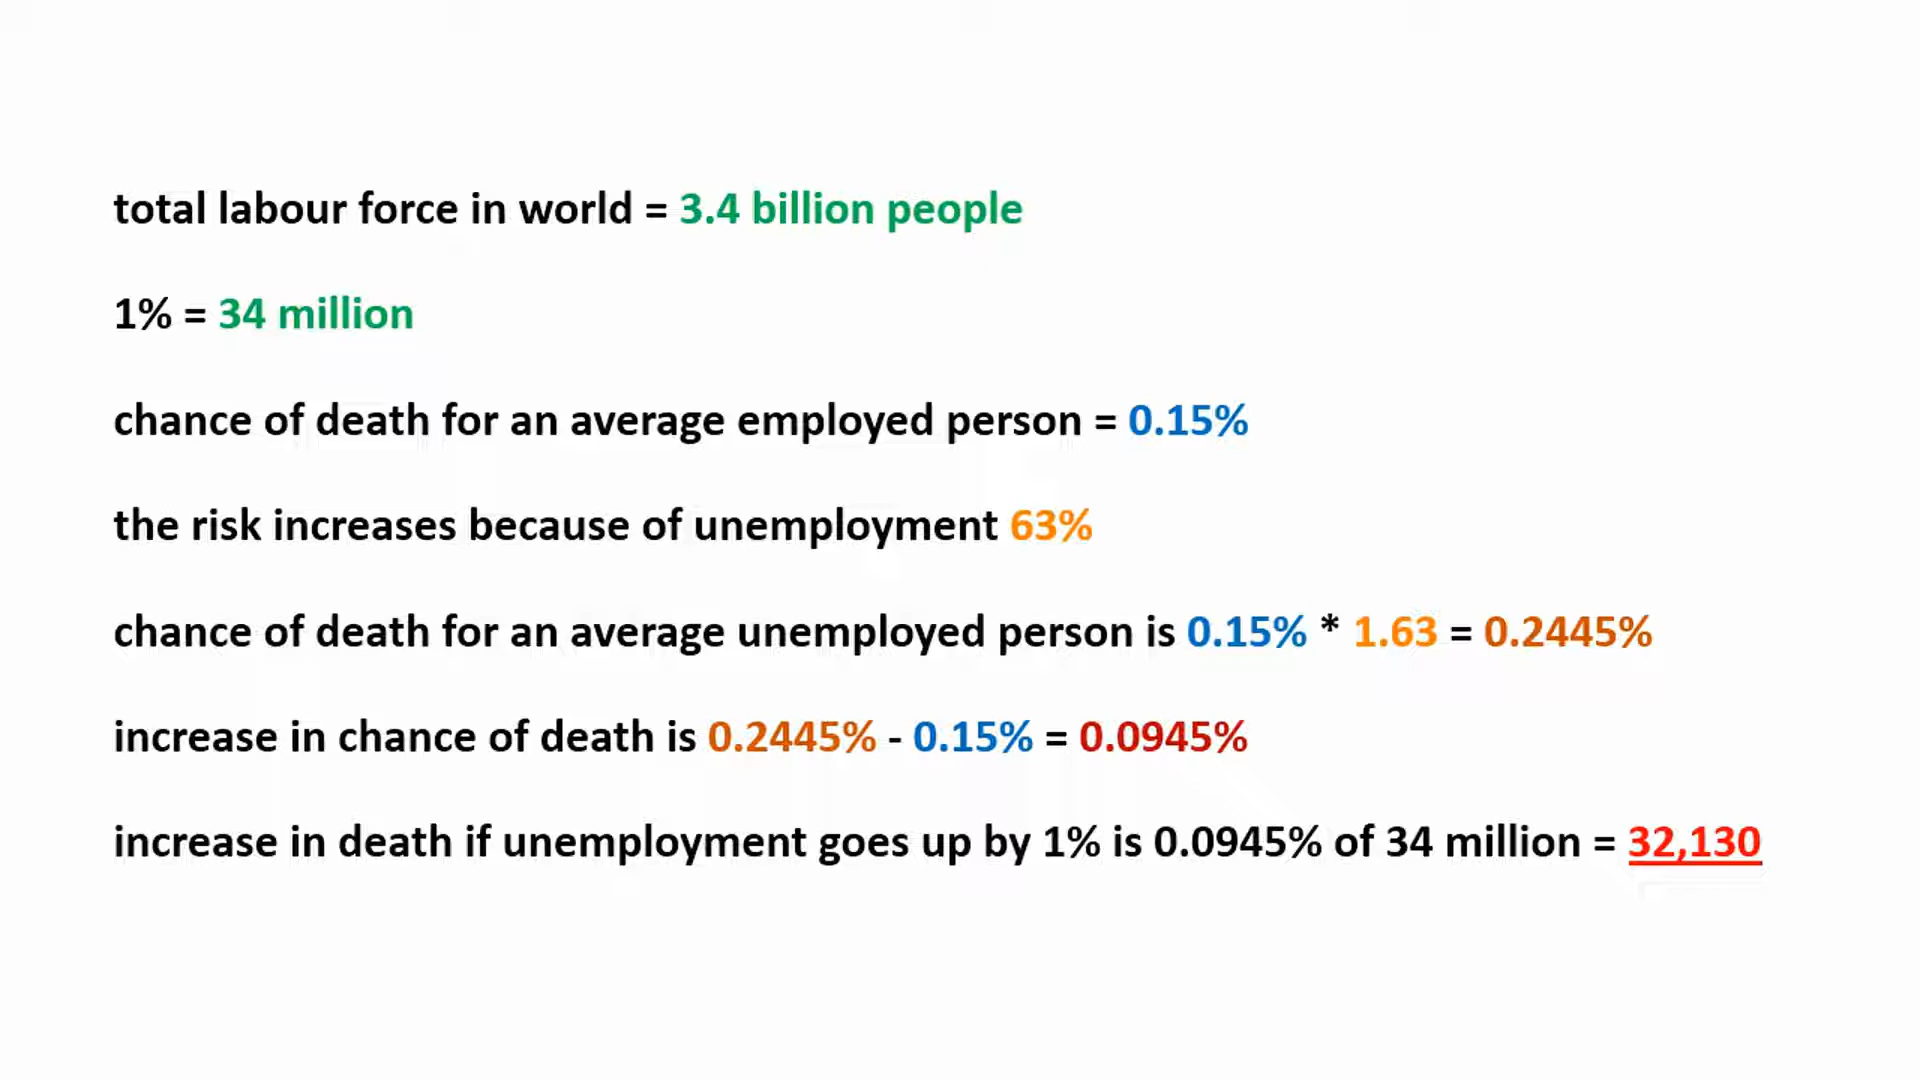 total labour force in world = 3.4 billion people
1% = 34 million
chance of death for an average employed person = 0.15%
the risk increases because of unemployment 63%
chance of death for an average unemployed person is 0.15% * 1.63 = 0.2445%
increase in chance of death is 0.2445% - 0.15% = 0.0945%
increase in death if unemployment goes up by 1% is 0.0945% of 34 million = 32,130